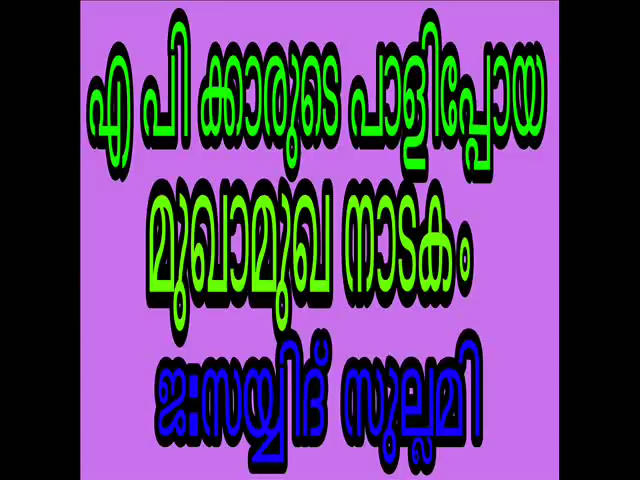 എ പി ക്കാരുടെ പാളിപ്പോയ
മുഖാമുഖ നാടകം
ജഃസയ്യിദ് സുല്ലമി